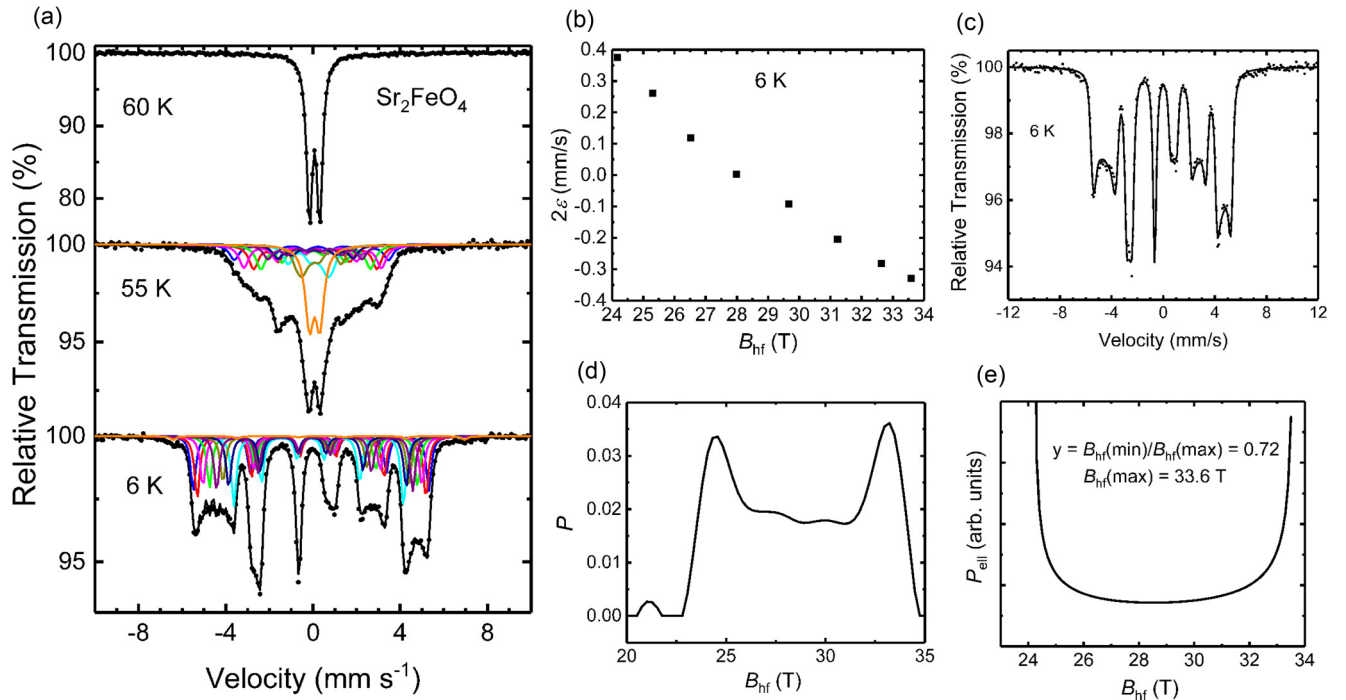 (a)
100
60 K
Sr₂FeO₄
90
80
100
55 K
95
100
6 K
95
-8 -4 0 4 8
Velocity (mm s⁻¹)
Relative Transmission (%)
(b)
0.4
0.3
0.2
0.1
0.0
-0.1
-0.2
-0.3
-0.4
6 K
24 25 26 27 28 29 30 31 32 33 34
2ε (mm/s)
Bhf (T)
(c)
100
98
96
94
6 K
-12 -8 -4 0 4 8 12
Relative Transmission (%)
Velocity (mm/s)
(d)
0.04
0.03
0.02
0.01
0.00
20 25 30 35
P
Bhf (T)
(e)
y = Bhf(min)/Bhf(max) = 0.72
Bhf(max) = 33.6 T
24 26 28 30 32 34
Pell (arb. units)
Bhf (T)